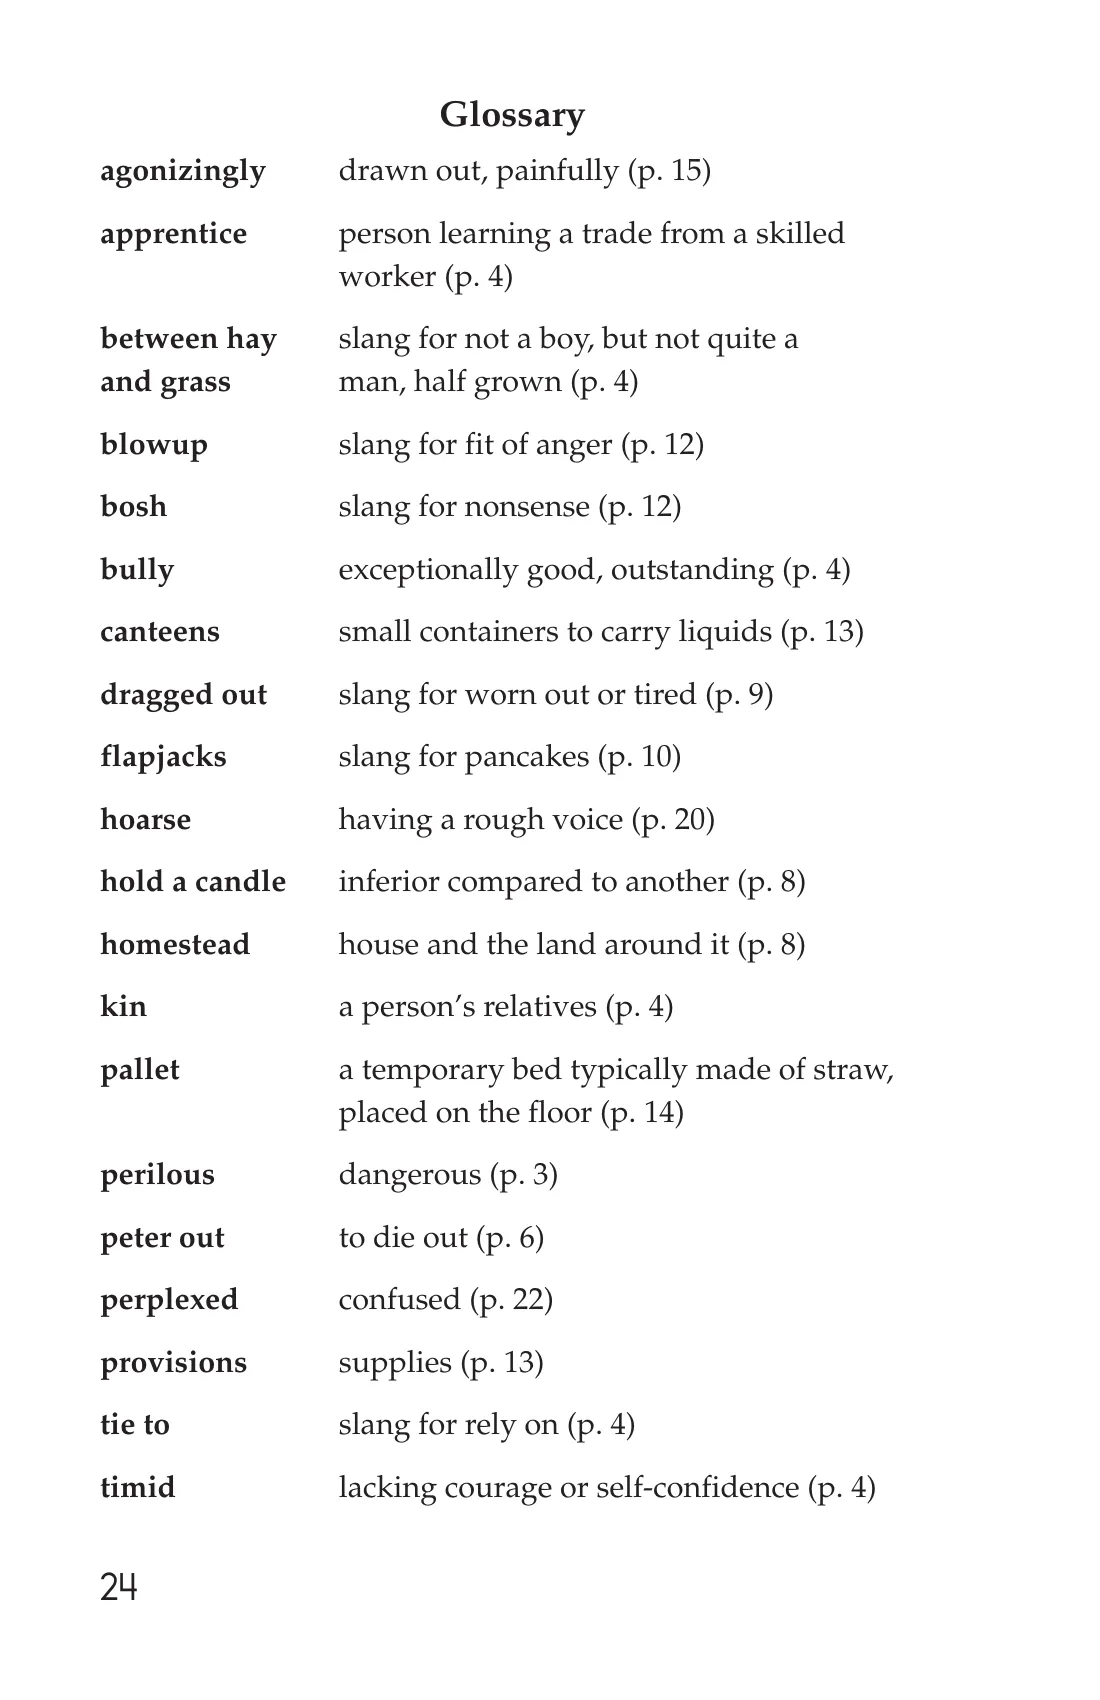 Glossary
agonizingly drawn out, painfully (p. 15)
apprentice person learning a trade from a skilled
worker (p. 4)
between hay slang for not a boy, but not quite a
and grass man, half grown (p. 4)
blowup slang for fit of anger (p. 12)
bosh slang for nonsense (p. 12)
bully exceptionally good, outstanding (p. 4)
canteens small containers to carry liquids (p. 13)
dragged out slang for worn out or tired (p. 9)
flapjacks slang for pancakes (p. 10)
hoarse having a rough voice (p. 20)
hold a candle inferior compared to another (p. 8)
homestead house and the land around it (p. 8)
kin a person’s relatives (p. 4)
pallet a temporary bed typically made of straw,
placed on the floor (p. 14)
perilous dangerous (p. 3)
peter out to die out (p. 6)
perplexed confused (p. 22)
provisions supplies (p. 13)
tie to slang for rely on (p. 4)
timid lacking courage or self-confidence (p. 4)
24